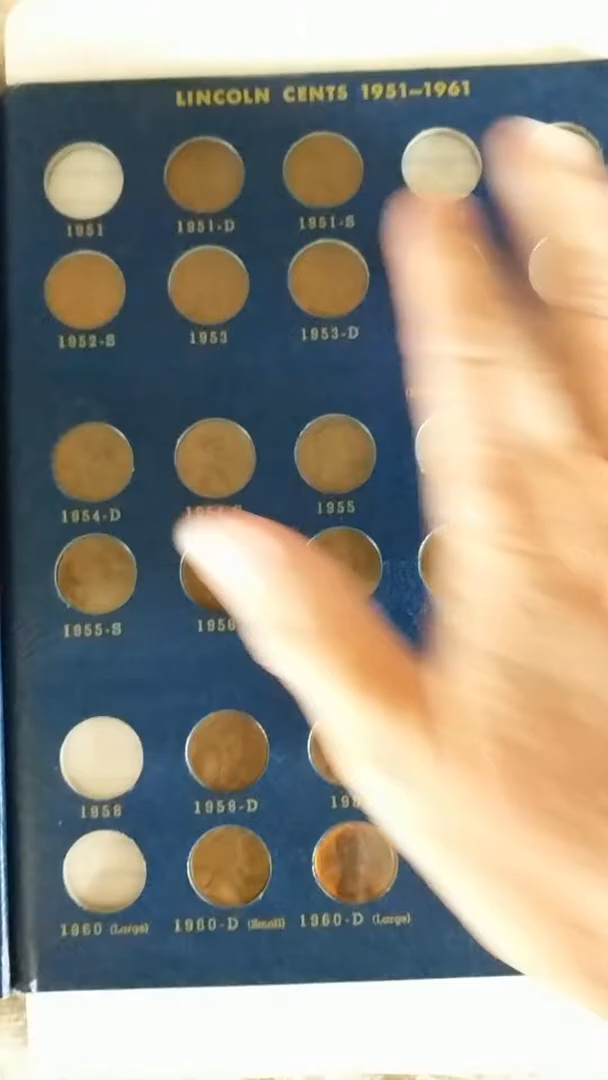 LINCOLN CENTS 1951–1961
1951 1951-D 1951-S
1952-S 1953 1953-D
1954-D 1955
1955-S 1956
1958 1958-D
1960 (Large) 1960-D (Small) 1960-D (Large)